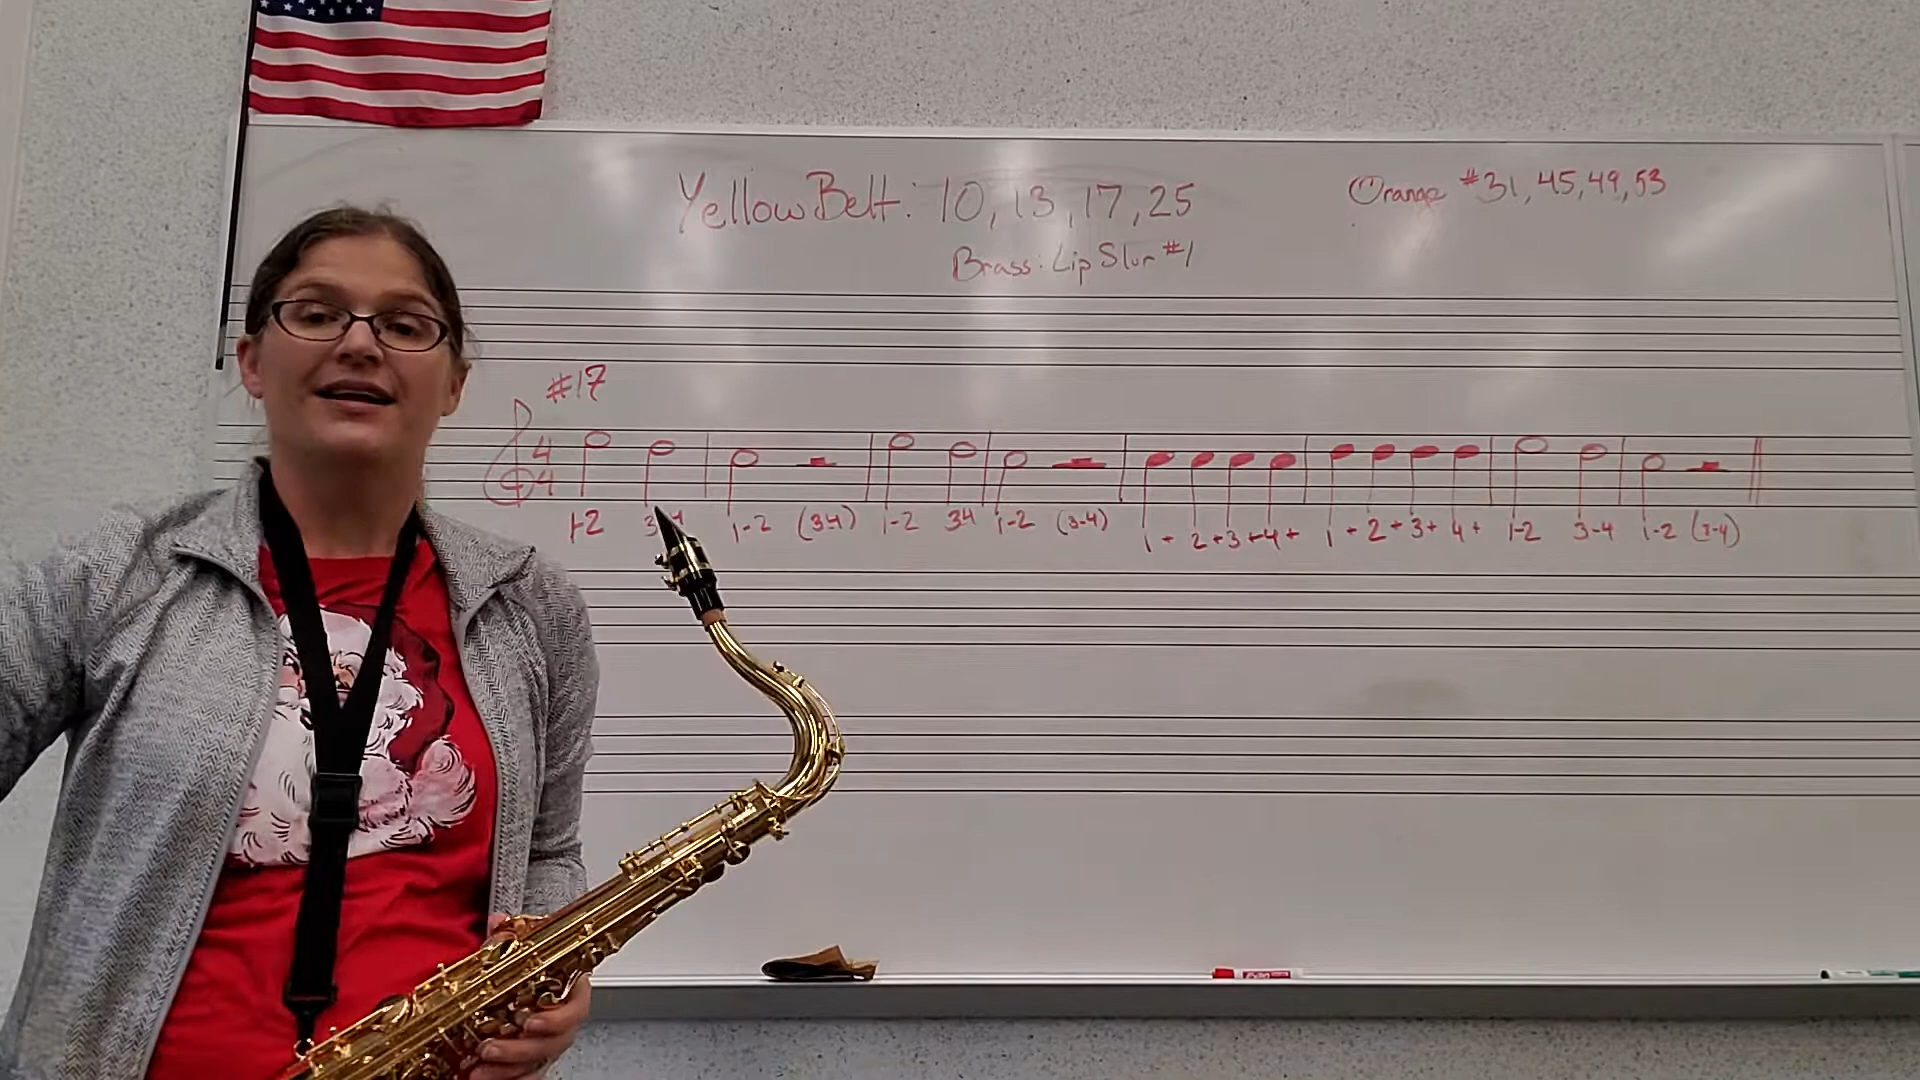 Yellow Belt: 10, 13, 17, 25
Orange #31, 45, 49, 53
Brass: Lip Slur #1
#17
4
4
1-2 3-4 1-2 (3-4) 1-2 34 1-2 (3-4) 1 + 2 + 3 + 4 + 1 + 2 + 3 + 4 + 1-2 3-4 1-2 (3-4)